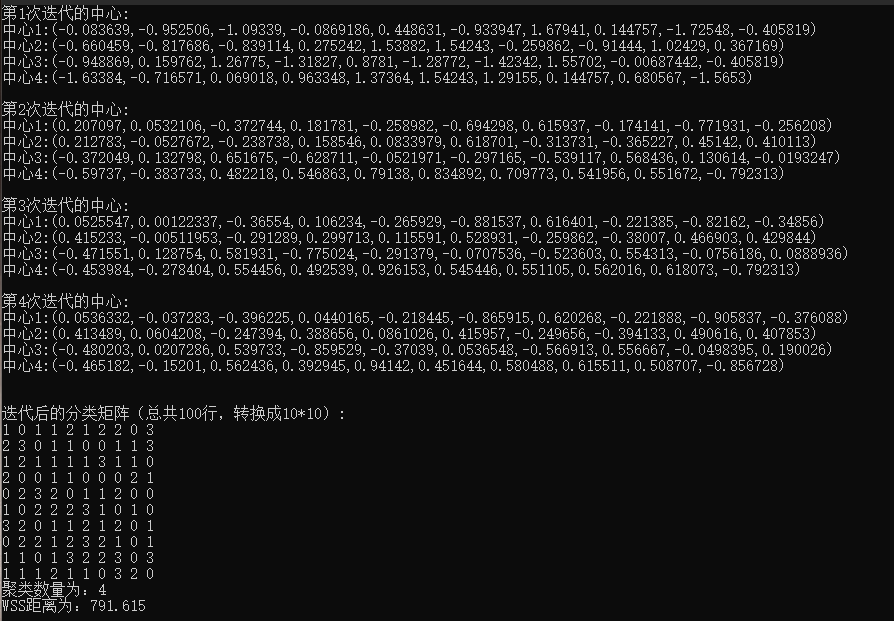 第1次迭代的中心:
中心1:(-0.083639,-0.952506,-1.09339,-0.0869186,0.448631,-0.933947,1.67941,0.144757,-1.72548,-0.405819)
中心2:(-0.660459,-0.817686,-0.839114,0.275242,1.53882,1.54243,-0.259862,-0.91444,1.02429,0.367169)
中心3:(-0.948869,0.159762,1.26775,-1.31827,0.8781,-1.28772,-1.42342,1.55702,-0.00687442,-0.405819)
中心4:(-1.63384,-0.716571,0.069018,0.963348,1.37364,1.54243,1.29155,0.144757,0.680567,-1.5653)
第2次迭代的中心:
中心1:(0.207097,0.0532106,-0.372744,0.181781,-0.258982,-0.694298,0.615937,-0.174141,-0.771931,-0.256208)
中心2:(0.212783,-0.0527672,-0.238738,0.158546,0.0833979,0.618701,-0.313731,-0.365227,0.45142,0.410113)
中心3:(-0.372049,0.132798,0.651675,-0.628711,-0.0521971,-0.297165,-0.539117,0.568436,0.130614,-0.0193247)
中心4:(-0.59737,-0.383733,0.482218,0.546863,0.79138,0.834892,0.709773,0.541956,0.551672,-0.792313)
第3次迭代的中心:
中心1:(0.0525547,0.00122337,-0.36554,0.106234,-0.265929,-0.881537,0.616401,-0.221385,-0.82162,-0.34856)
中心2:(0.415233,-0.00511953,-0.291289,0.299713,0.115591,0.528931,-0.259862,-0.38007,0.466903,0.429844)
中心3:(-0.471551,0.128754,0.581931,-0.775024,-0.291379,-0.0707536,-0.523603,0.554313,-0.0756186,0.0888936)
中心4:(-0.453984,-0.278404,0.554456,0.492539,0.926153,0.545446,0.551105,0.562016,0.618073,-0.792313)
第4次迭代的中心:
中心1:(0.0536332,-0.037283,-0.396225,0.0440165,-0.218445,-0.865915,0.620268,-0.221888,-0.905837,-0.376088)
中心2:(0.413489,0.0604208,-0.247394,0.388656,0.0861026,0.415957,-0.249656,-0.394133,0.490616,0.407853)
中心3:(-0.480203,0.0207286,0.539733,-0.859529,-0.37039,0.0536548,-0.566913,0.556667,-0.0498395,0.190026)
中心4:(-0.465182,-0.15201,0.562436,0.392945,0.94142,0.451644,0.580488,0.615511,0.508707,-0.856728)
迭代后的分类矩阵（总共100行，转换成10*10）:
1 0 1 1 2 1 2 2 0 3
2 3 0 1 1 0 0 1 1 3
1 2 1 1 1 1 3 1 1 0
2 0 0 1 1 0 0 0 2 1
0 2 3 2 0 1 1 2 0 0
1 0 2 2 2 3 1 0 1 0
3 2 0 1 1 2 1 2 0 1
0 2 2 1 2 3 2 1 0 1
1 1 0 1 3 2 2 3 0 3
1 1 1 2 1 1 0 3 2 0
聚类数量为: 4
WSS距离为: 791.615